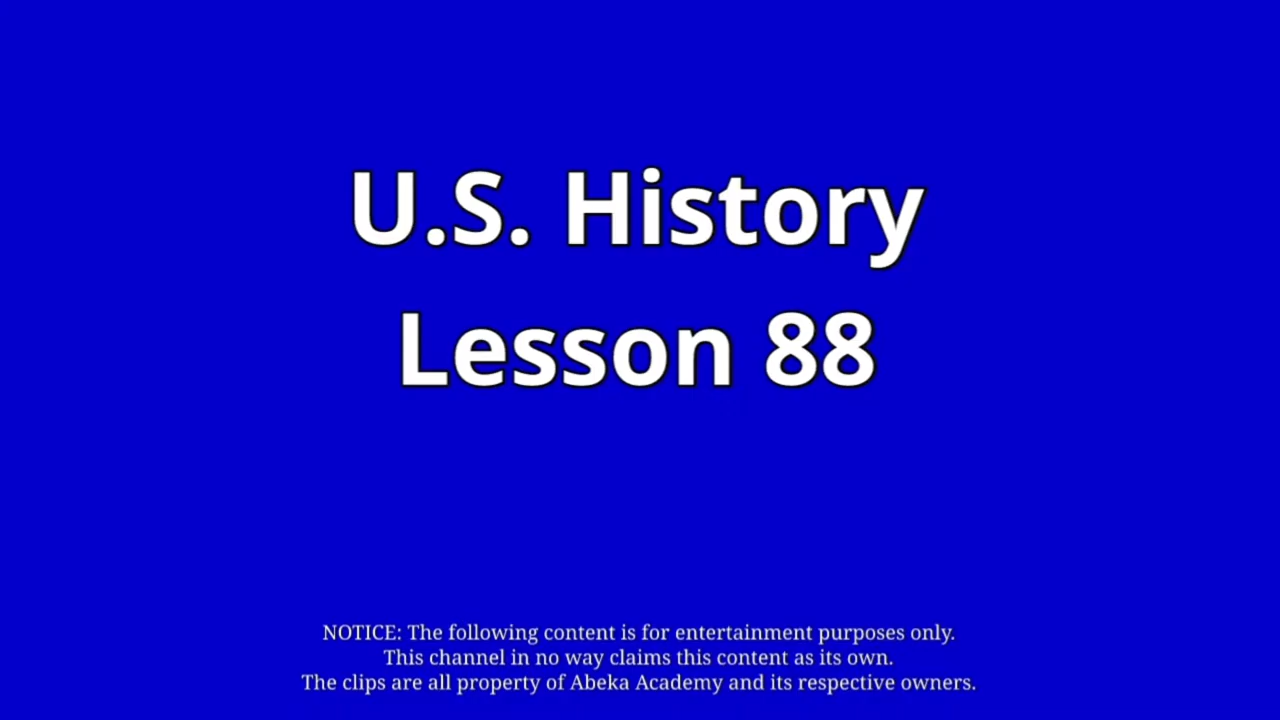 U.S. History
Lesson 88
NOTICE: The following content is for entertainment purposes only.
This channel in no way claims this content as its own.
The clips are all property of Abeka Academy and its respective owners.